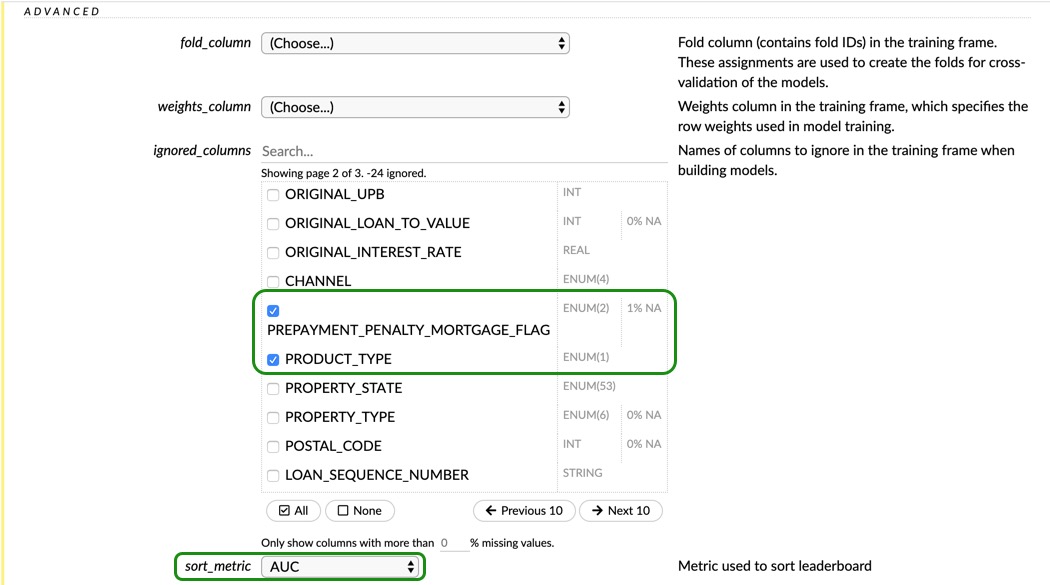 ADVANCED
fold_column (Choose...) Fold column (contains fold IDs) in the training frame.
These assignments are used to create the folds for cross-
validation of the models.
weights_column (Choose...) Weights column in the training frame, which specifies the
row weights used in model training.
ignored_columns Search... Names of columns to ignore in the training frame when
building models.
Showing page 2 of 3. -24 ignored.
ORIGINAL_UPB INT
ORIGINAL_LOAN_TO_VALUE INT 0% NA
ORIGINAL_INTEREST_RATE REAL
CHANNEL ENUM(4)
PREPAYMENT_PENALTY_MORTGAGE_FLAG ENUM(2) 1% NA
PRODUCT_TYPE ENUM(1)
PROPERTY_STATE ENUM(53)
PROPERTY_TYPE ENUM(6) 0% NA
POSTAL_CODE INT 0% NA
LOAN_SEQUENCE_NUMBER STRING
All None Previous 10 Next 10
Only show columns with more than 0 % missing values.
sort_metric AUC Metric used to sort leaderboard